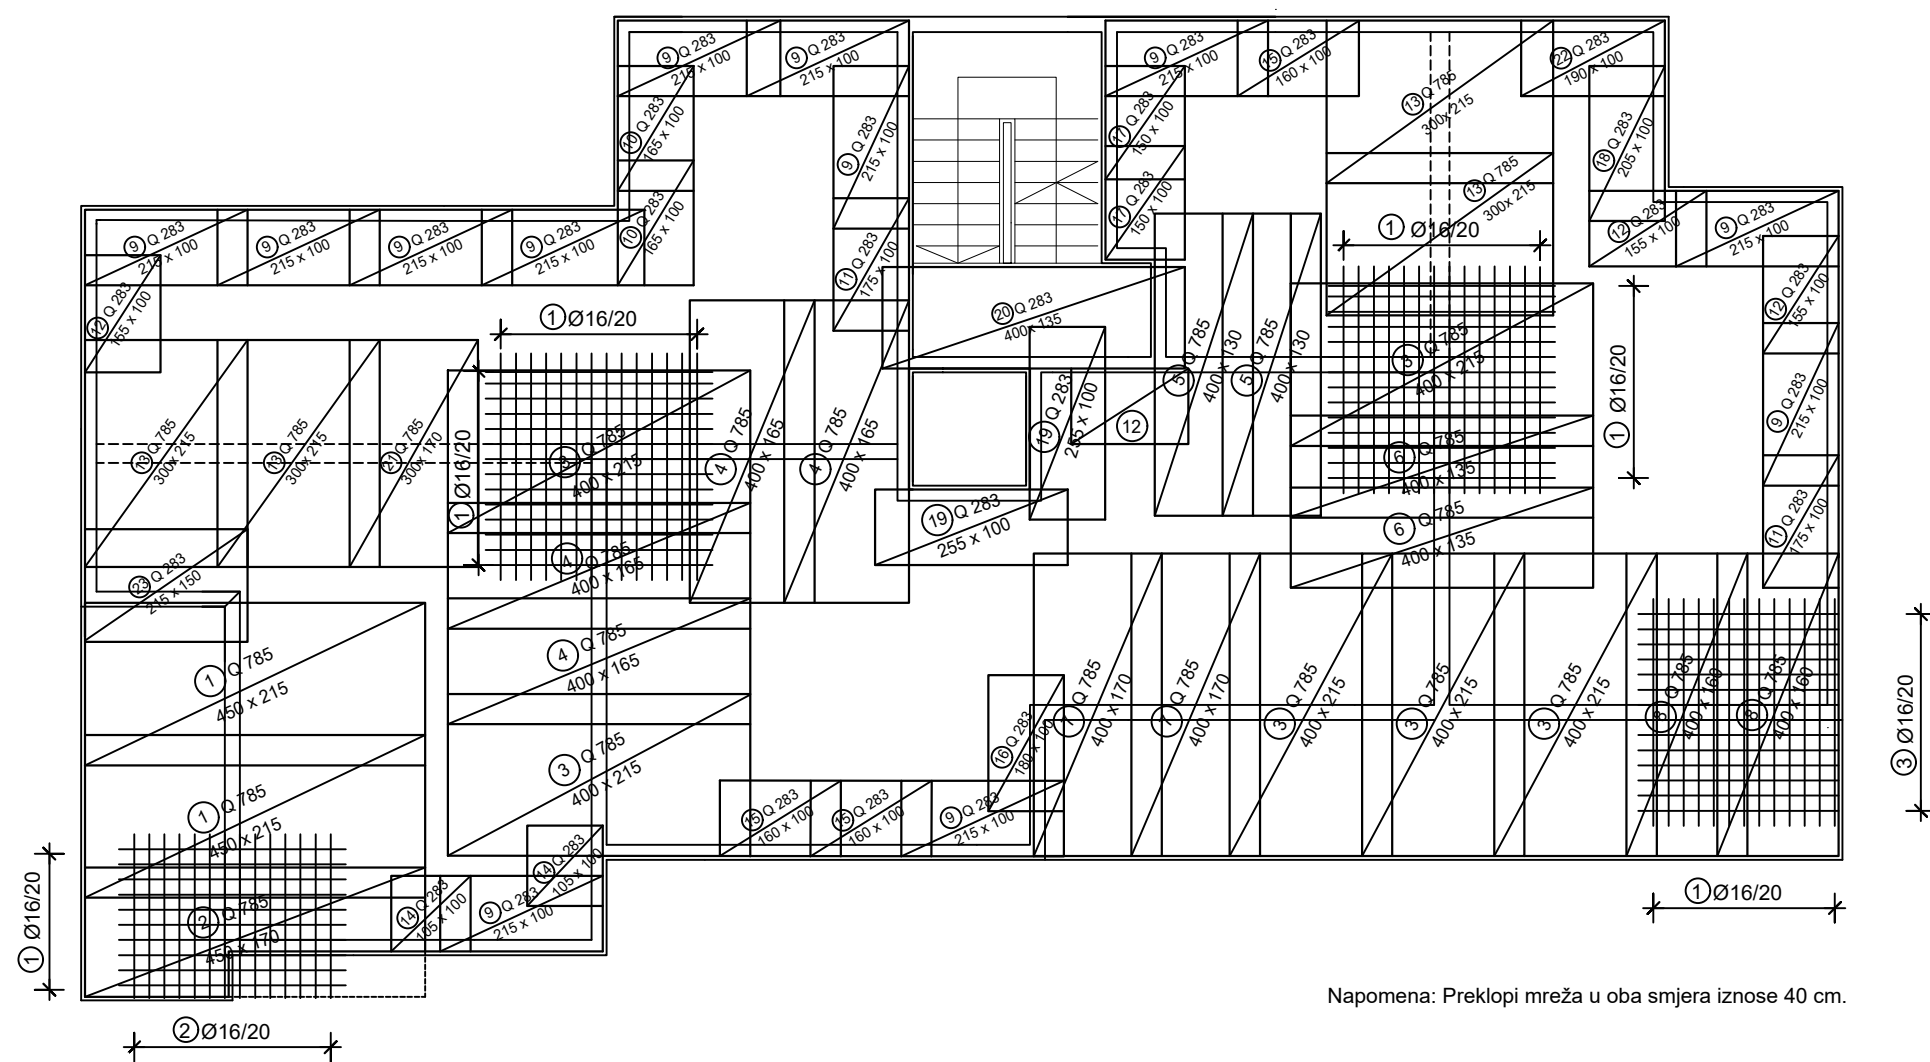 9 Q 283
215 x 100
9 Q 283
215 x 100
9 Q 283
215 x 100
15 Q 283
160 x 100
22 Q 283
190 x 100
10 Q 283
165 x 100
9 Q 283
215 x 100
17 Q 283
150 x 100
13 Q 785
300x 215
18 Q 283
205 x 100
10 Q 283
165 x 100
17 Q 283
150 x 100
13 Q 785
300x 215
12 Q 283
155 x 100
9 Q 283
215 x 100
9 Q 283
215 x 100
9 Q 283
215 x 100
9 Q 283
215 x 100
9 Q 283
215 x 100
1 Ø16/20
11 Q 283
175 x 100
12 Q 283
155 x 100
12 Q 283
155 x 100
1 Ø16/20
20 Q 283
400x 135
5 Q 785
400 x 130
5 Q 785
400 x 130
3 Q 785
400 x 215
1 Ø16/20
9 Q 283
215 x 100
13 Q 785
300x 215
13 Q 785
300x 215
21 Q 785
300x 170
1 Ø16/20
3 Q 785
400 x 215
4 Q 785
400 x 165
4 Q 785
400 x 165
19 Q 283
255 x 100
12
6 Q 785
400 x 135
19 Q 283
255 x 100
6 Q 785
400 x 135
11 Q 283
175 x 100
4 Q 785
400 x 165
23 Q 283
215 x 150
1 Q 785
450 x 215
4 Q 785
400 x 165
7 Q 785
400 x 170
7 Q 785
400 x 170
3 Q 785
400 x 215
3 Q 785
400 x 215
3 Q 785
400 x 215
8 Q 785
400 x 160
8 Q 785
400 x 160
3 Ø16/20
16 Q 283
180 x 100
3 Q 785
400 x 215
1 Q 785
450 x 215
15 Q 283
160 x 100
15 Q 283
160 x 100
9 Q 283
215 x 100
14 Q 283
105 x 100
14 Q 283
105 x 100
9 Q 283
215 x 100
2 Q 785
450 x 170
1 Ø16/20
1 Ø16/20
2 Ø16/20
Napomena: Preklopi mreža u oba smjera iznose 40 cm.